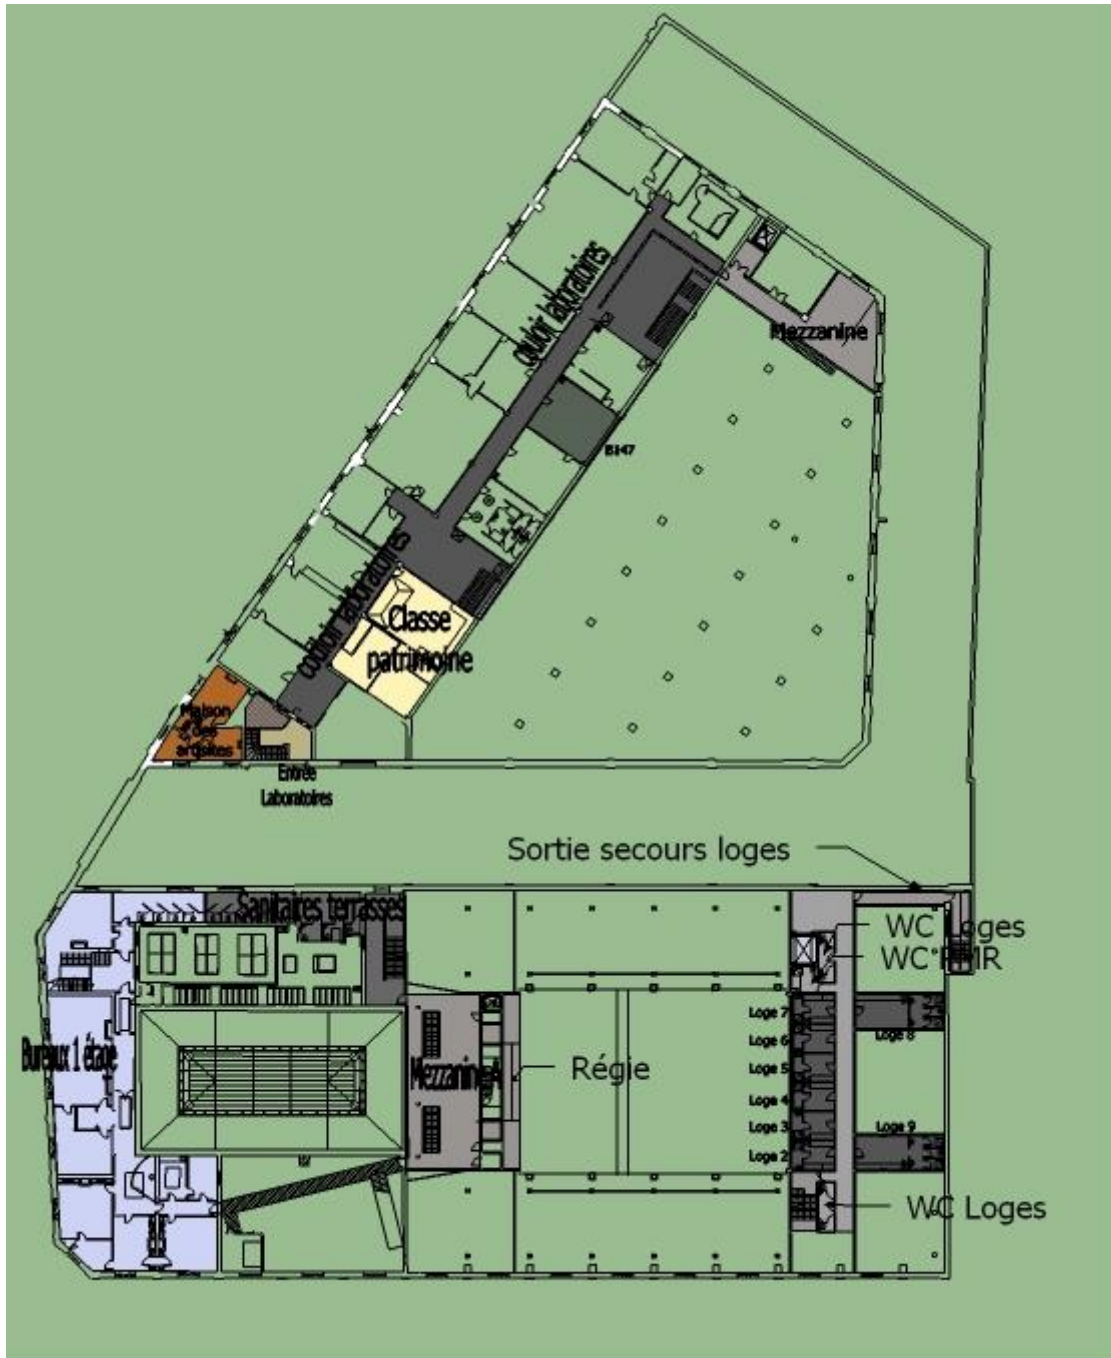 couloir laboratoires
Mezzanine
B147
couloir laboratoires
Classe
patrimoine
Maison
des
artisites
Entrée
Laboratoires
Sortie secours loges
Sanitaires terrasses
WC Loges
WC PMR
Loge 7
Loge 8
Loge 6
Bureaux 1 étage
Mezzanine A
Régie
Loge 5
Loge 4
Loge 3
Loge 9
Loge 2
WC Loges